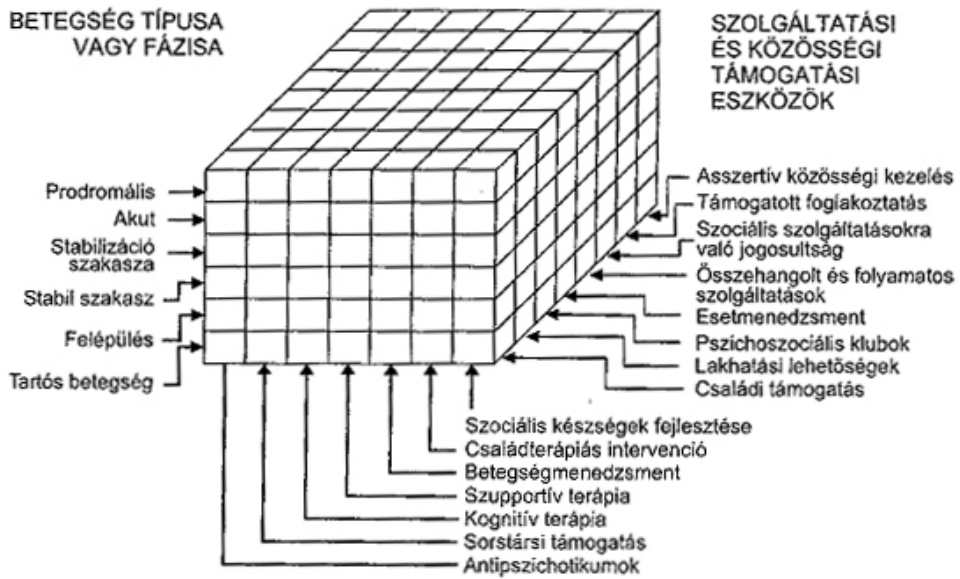 BETEGSÉG TÍPUSA
VAGY FÁZISA
SZOLGÁLTATÁSI
ÉS KÖZÖSSÉGI
TÁMOGATÁSI
ESZKÖZÖK
Prodromális
Akut
Stabilizáció
szakasza
Stabil szakasz
Felépülés
Tartós betegség
Asszertív közösségi kezelés
Támogatott foglakoztatás
Szociális szolgáltatásokra
való jogosultság
Összehangolt és folyamatos
szolgáltatások
Esetmenedzsment
Pszichoszociális klubok
Lakhatási lehetőségek
Családi támogatás
Szociális készségek fejlesztése
Családterápiás intervenció
Betegségmenedzsment
Szupportív terápia
Kognitív terápia
Sorstársi támogatás
Antipszichotikumok